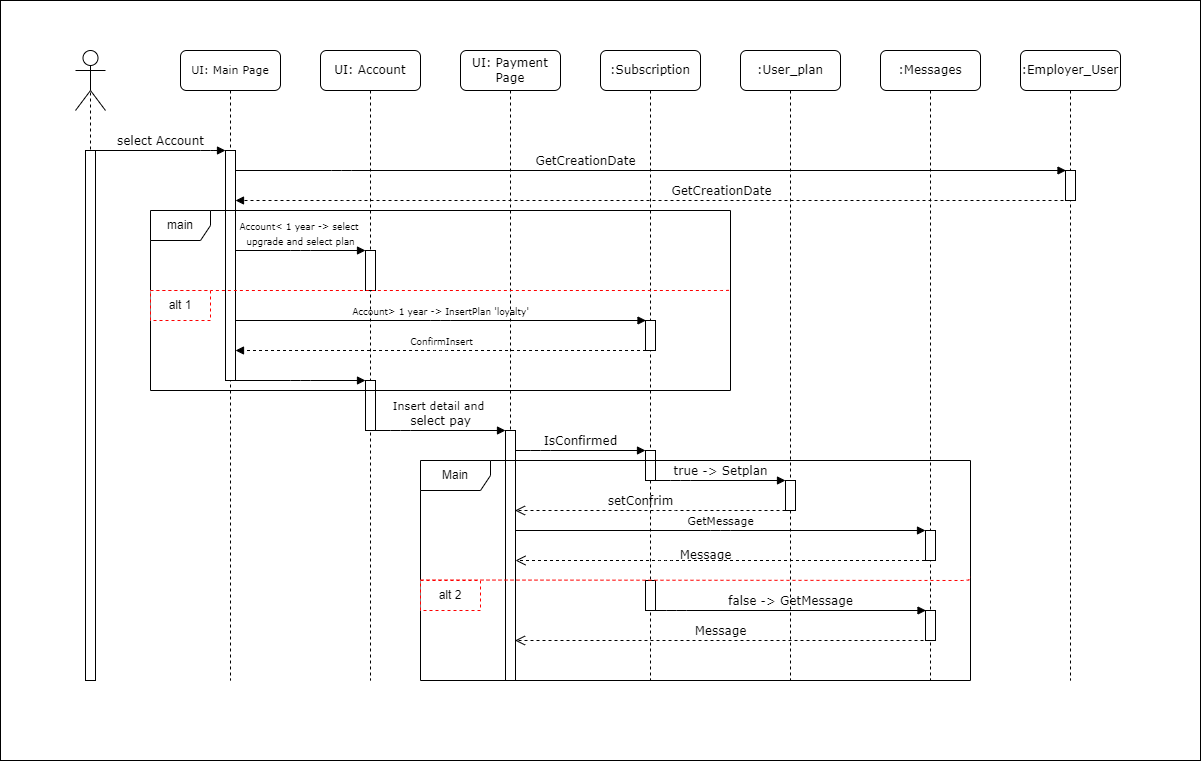 UI: Main Page
UI: Account
UI: Payment
Page
:Subscription
:User_plan
:Messages
:Employer_User
select Account
GetCreationDate
GetCreationDate
main
Account< 1 year -> select
upgrade and select plan
alt 1
Account> 1 year -> InsertPlan 'loyalty'
ConfirmInsert
Insert detail and
select pay
IsConfirmed
Main
true -> Setplan
setConfrim
GetMessage
Message
alt 2
false -> GetMessage
Message